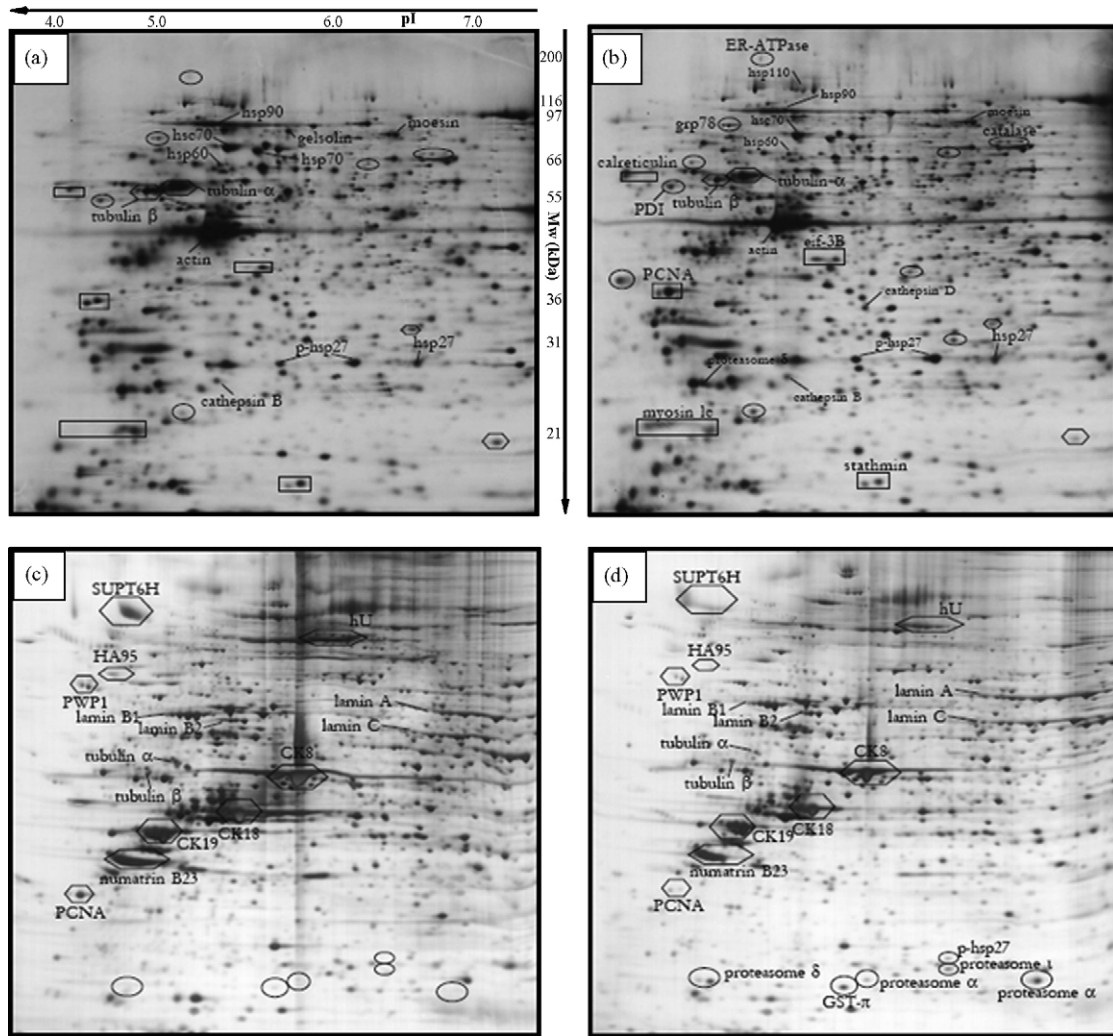 pI
4.0 5.0 6.0 7.0
(a)
hsp90
hsc70
hsp60
gelsolin
hsp70
moesin
tubulin α
tubulin β
actin
p-hsp27
hsp27
cathepsin B
Mw (kDa)
200
116
97
66
55
45
36
31
21
(b)
ER-ATPase
hsp110
hsp90
grp78
hsc70
hsp60
moesin
catalase
calreticulin
tubulin-α
PDI
tubulin β
actin
eif-3B
PCNA
cathepsin D
p-hsp27
hsp27
proteasome δ
cathepsin B
myosin lc
stathmin
(c)
SUPT6H
hU
HA95
PWP1
lamin A
lamin B1
lamin B2
lamin C
tubulin α
CK8
tubulin β
CK18
CK19
numatrin B23
PCNA
(d)
SUPT6H
hU
HA95
PWP1
lamin A
lamin B1
lamin B2
lamin C
tubulin α
CK8
tubulin β
CK18
CK19
numatrin B23
PCNA
p-hsp27
proteasome δ
proteasome ι
proteasome α
GST-π
proteasome α